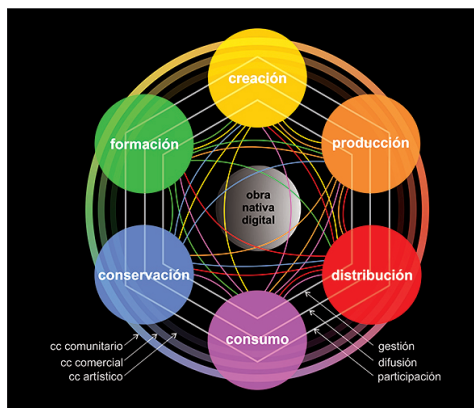 creación
formación
producción
obra
nativa
digital
conservación
distribución
consumo
cc comunitario
cc comercial
cc artístico
gestión
difusión
participación